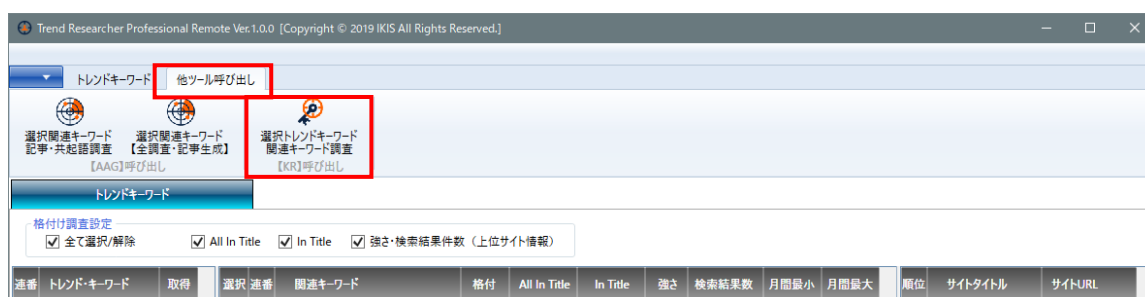 Trend Researcher Professional Remote Ver.1.0.0 [Copyright © 2019 IKIS All Rights Reserved.]
トレンドキーワード 他ツール呼び出し
選択関連キーワード 選択関連キーワード 選択トレンドキーワード
記事・共起語調査 【全調査・記事生成】 関連キーワード調査
【AAG】呼び出し 【KR】呼び出し
トレンドキーワード
格付け調査設定
全て選択/解除 All In Title In Title 強さ・検索結果件数（上位サイト情報）
連番 トレンド・キーワード 取得 選択 連番 関連キーワード 格付 All In Title In Title 強さ 検索結果数 月間最小 月間最大 順位 サイトタイトル サイトURL